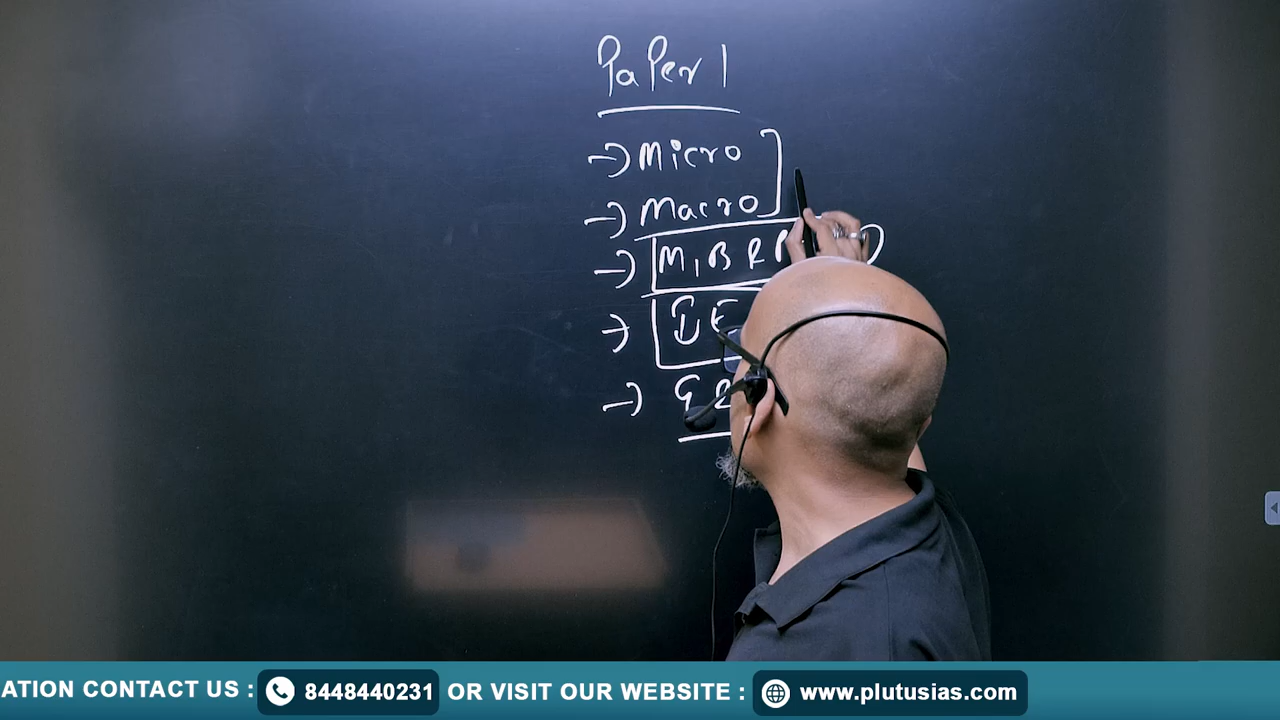 Paper 1
→ Micro
→ Macro
→ M, B R
→
→ G
ATION CONTACT US : 8448440231 OR VISIT OUR WEBSITE : www.plutusias.com